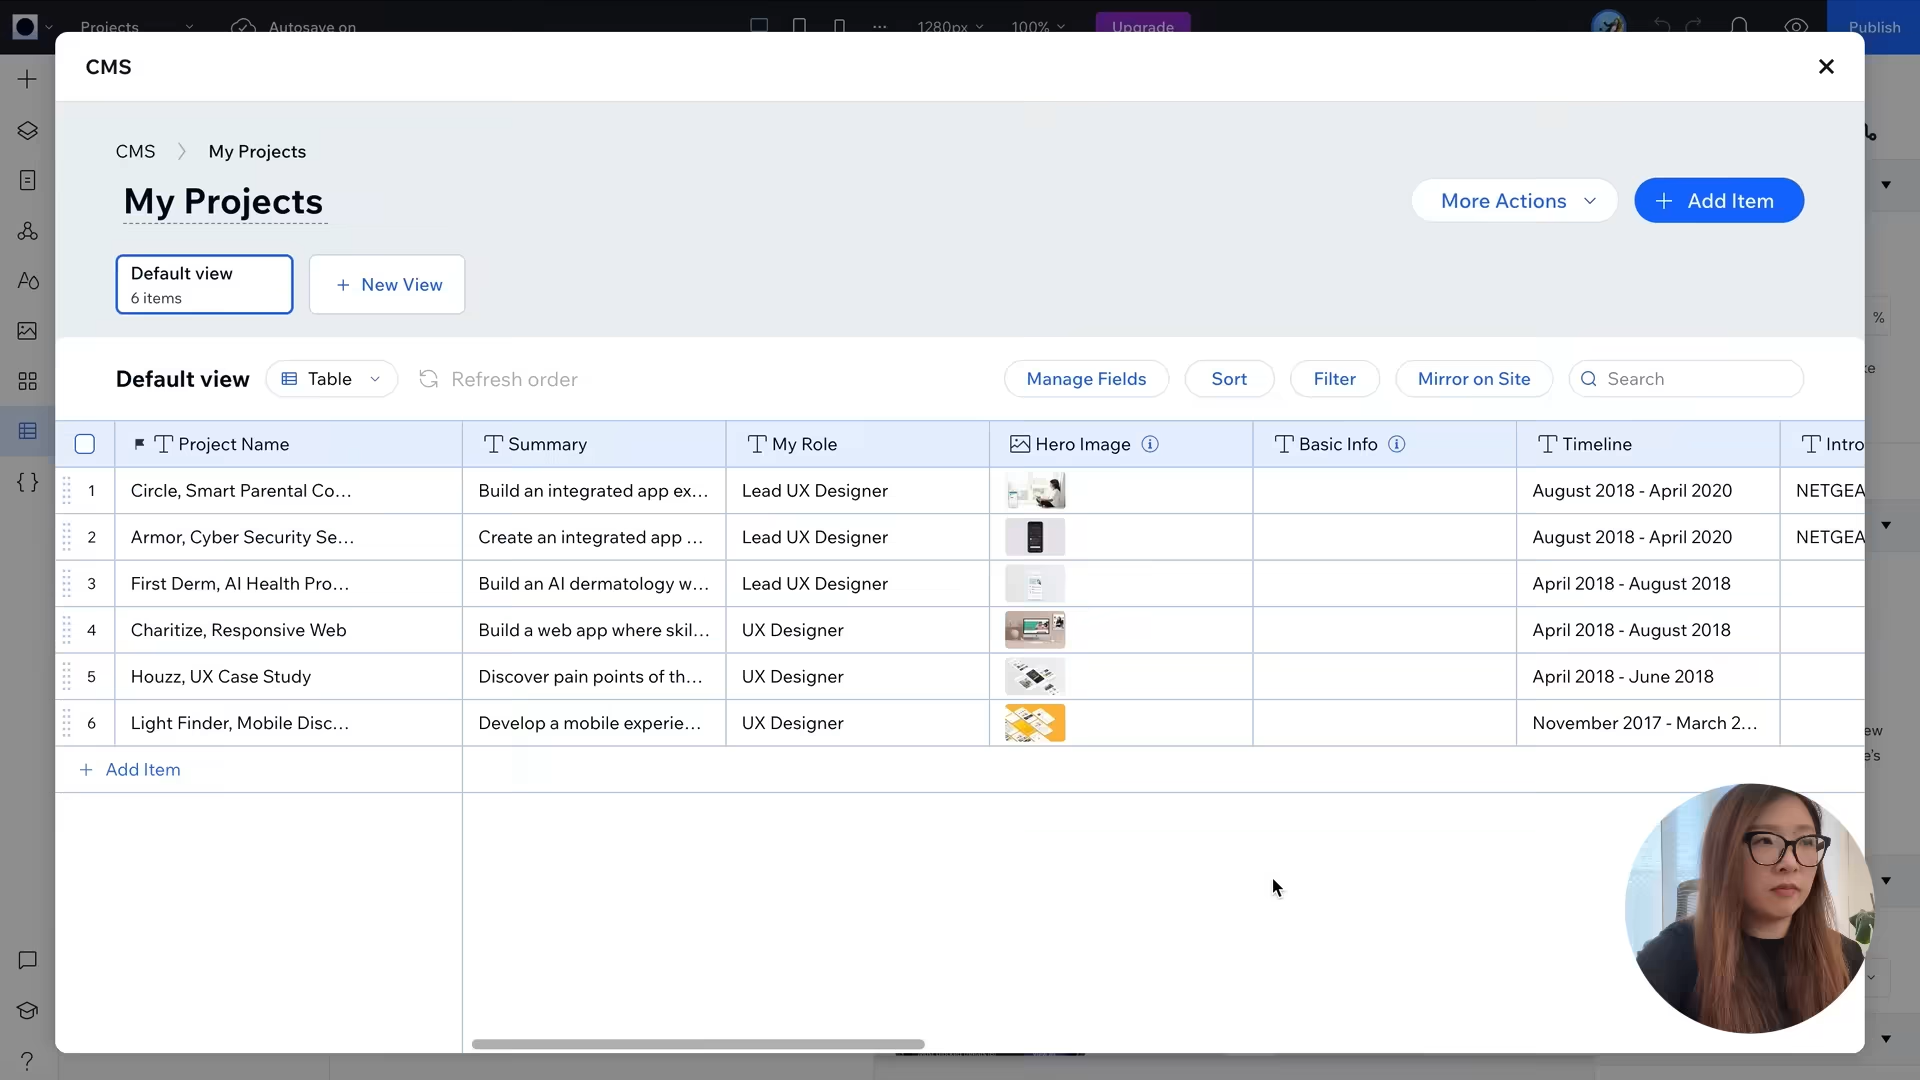 Projects
Autosave on
1280px
100%
Upgrade
Publish
CMS
CMS
My Projects
My Projects
More Actions
+ Add Item
Default view
6 items
+ New View
%
Default view
Table
Refresh order
Manage Fields
Sort
Filter
Mirror on Site
Search
Project Name
Summary
My Role
Hero Image
Basic Info
Timeline
Intro
1
Circle, Smart Parental Co...
Build an integrated app ex...
Lead UX Designer
August 2018 - April 2020
NETGEA
2
Armor, Cyber Security Se...
Create an integrated app ...
Lead UX Designer
August 2018 - April 2020
NETGEA
3
First Derm, AI Health Pro...
Build an AI dermatology w...
Lead UX Designer
April 2018 - August 2018
4
Charitize, Responsive Web
Build a web app where skil...
UX Designer
April 2018 - August 2018
5
Houzz, UX Case Study
Discover pain points of th...
UX Designer
April 2018 - June 2018
6
Light Finder, Mobile Disc...
Develop a mobile experie...
UX Designer
November 2017 - March 2...
+ Add Item
ew
e's